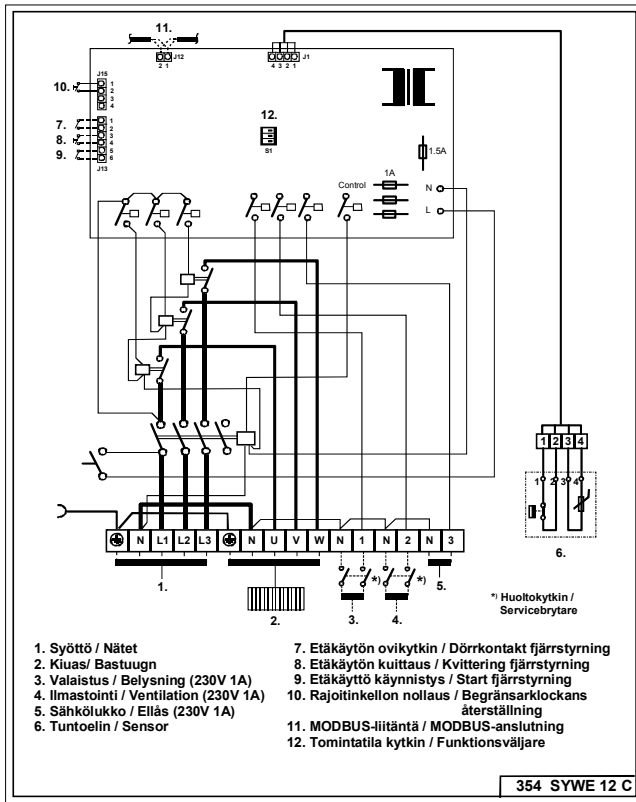 11.
J12
2 1
J1
4 3 2 1
J15
10.
1
2
3
4
12.
S1
7.
8.
9.
1
2
3
4
5
6
J13
1.5A
1A
Control
N
L
1 2 3 4
1 2 3 4
6.
N L1 L2 L3 N U V W N 1 N 2 N 3
*) *)
1. 2. 3. 4. 5.
*) Huoltokytkin /
Servicebrytare
1. Syöttö / Nätet
2. Kiuas/ Bastuugn
3. Valaistus / Belysning (230V 1A)
4. Ilmastointi / Ventilation (230V 1A)
5. Sähkölukko / Ellås (230V 1A)
6. Tuntoelin / Sensor
7. Etäkäytön ovikytkin / Dörrkontakt fjärrstyrning
8. Etäkäytön kuittaus / Kvittering fjärrstyrning
9. Etäkäyttö käynnistys / Start fjärrstyrning
10. Rajoitinkellon nollaus / Begränsarklockans
återställning
11. MODBUS-liitäntä / MODBUS-anslutning
12. Tomintatila kytkin / Funktionsväljare
354 SYWE 12 C